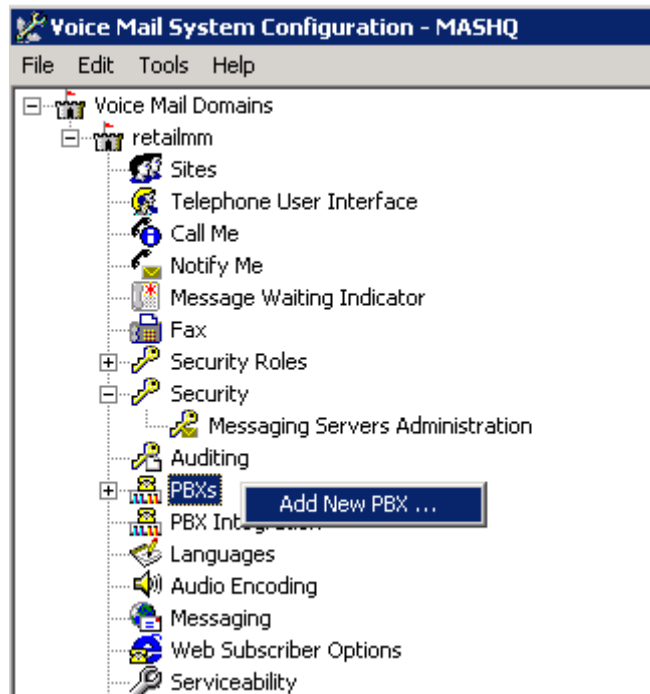 Voice Mail System Configuration - MASHQ
File Edit Tools Help
Voice Mail Domains
retailmm
Sites
Telephone User Interface
Call Me
Notify Me
Message Waiting Indicator
Fax
Security Roles
Security
Messaging Servers Administration
Auditing
PBXs
Add New PBX ...
PBX Integration
Languages
Audio Encoding
Messaging
Web Subscriber Options
Serviceability